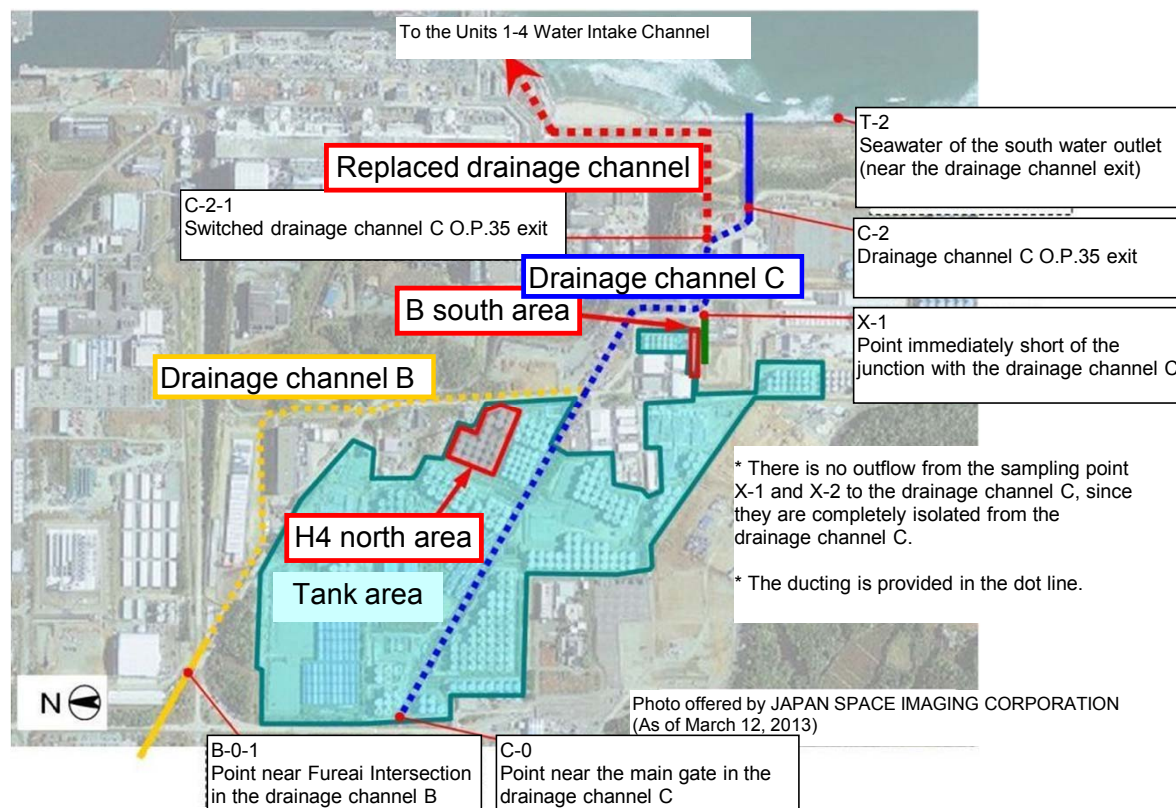 To the Units 1-4 Water Intake Channel
T-2
Seawater of the south water outlet
(near the drainage channel exit)
Replaced drainage channel
C-2-1
Switched drainage channel C O.P.35 exit
C-2
Drainage channel C O.P.35 exit
Drainage channel C
B south area
X-1
Point immediately short of the
junction with the drainage channel C
Drainage channel B
* There is no outflow from the sampling point
X-1 and X-2 to the drainage channel C, since
they are completely isolated from the
drainage channel C.
H4 north area
* The ducting is provided in the dot line.
Tank area
N
Photo offered by JAPAN SPACE IMAGING CORPORATION
(As of March 12, 2013)
B-0-1
Point near Fureai Intersection
in the drainage channel B
C-0
Point near the main gate in the
drainage channel C